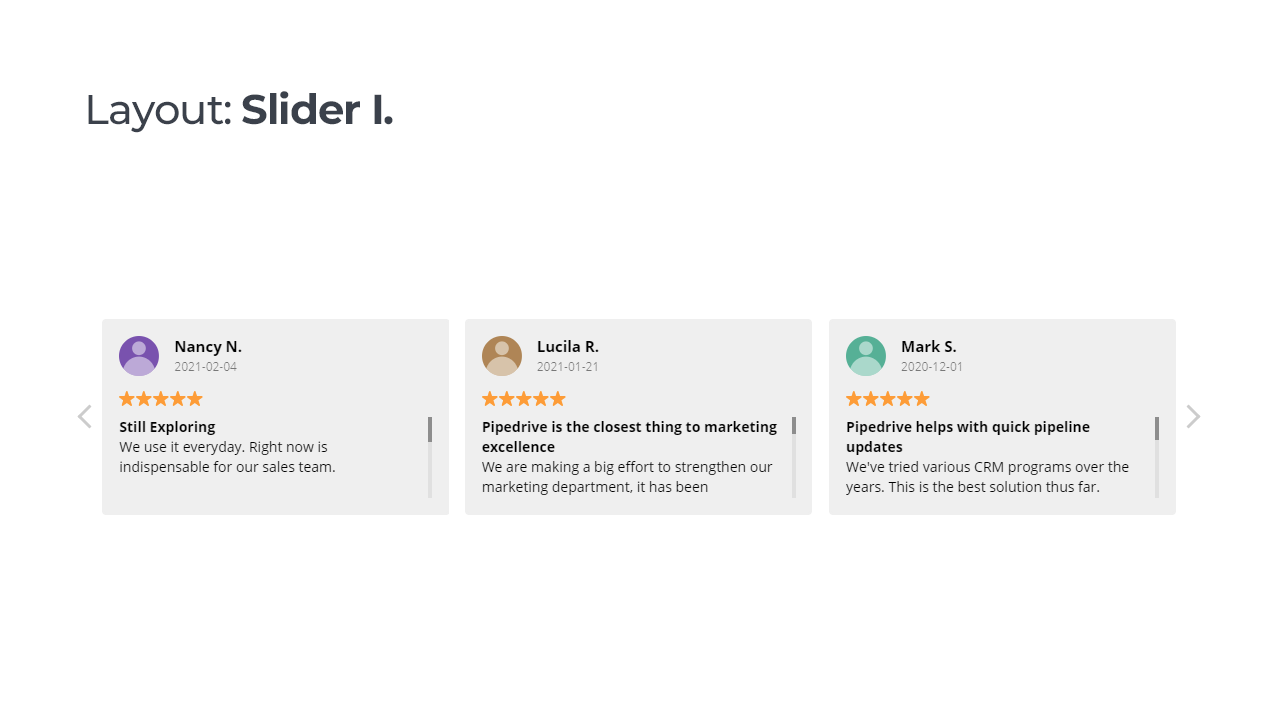 Layout: Slider I.
Nancy N.
2021-02-04
Still Exploring
We use it everyday. Right now is
indispensable for our sales team.
Lucila R.
2021-01-21
Pipedrive is the closest thing to marketing
excellence
We are making a big effort to strengthen our
marketing department, it has been
Mark S.
2020-12-01
Pipedrive helps with quick pipeline
updates
We've tried various CRM programs over the
years. This is the best solution thus far.